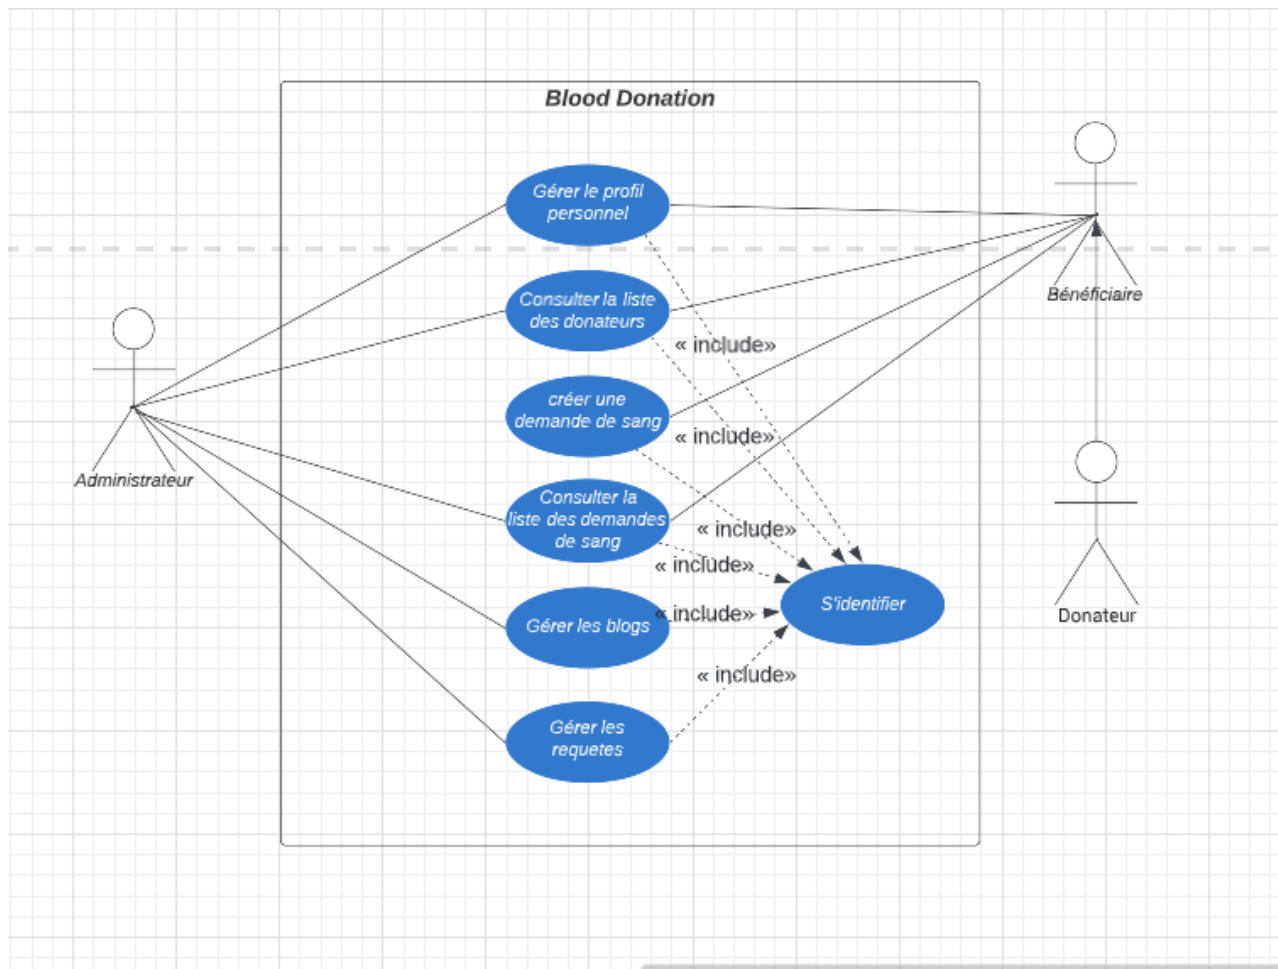 Blood Donation
Gérer le profil
personnel
Consulter la liste
des donateurs
créer une
demande de sang
Consulter la
liste des demandes
de sang
Gérer les blogs
Gérer les
requetes
« include»
« include»
« include»
« include»
« include»
« include»
S'identifier
Administrateur
Bénéficiaire
Donateur